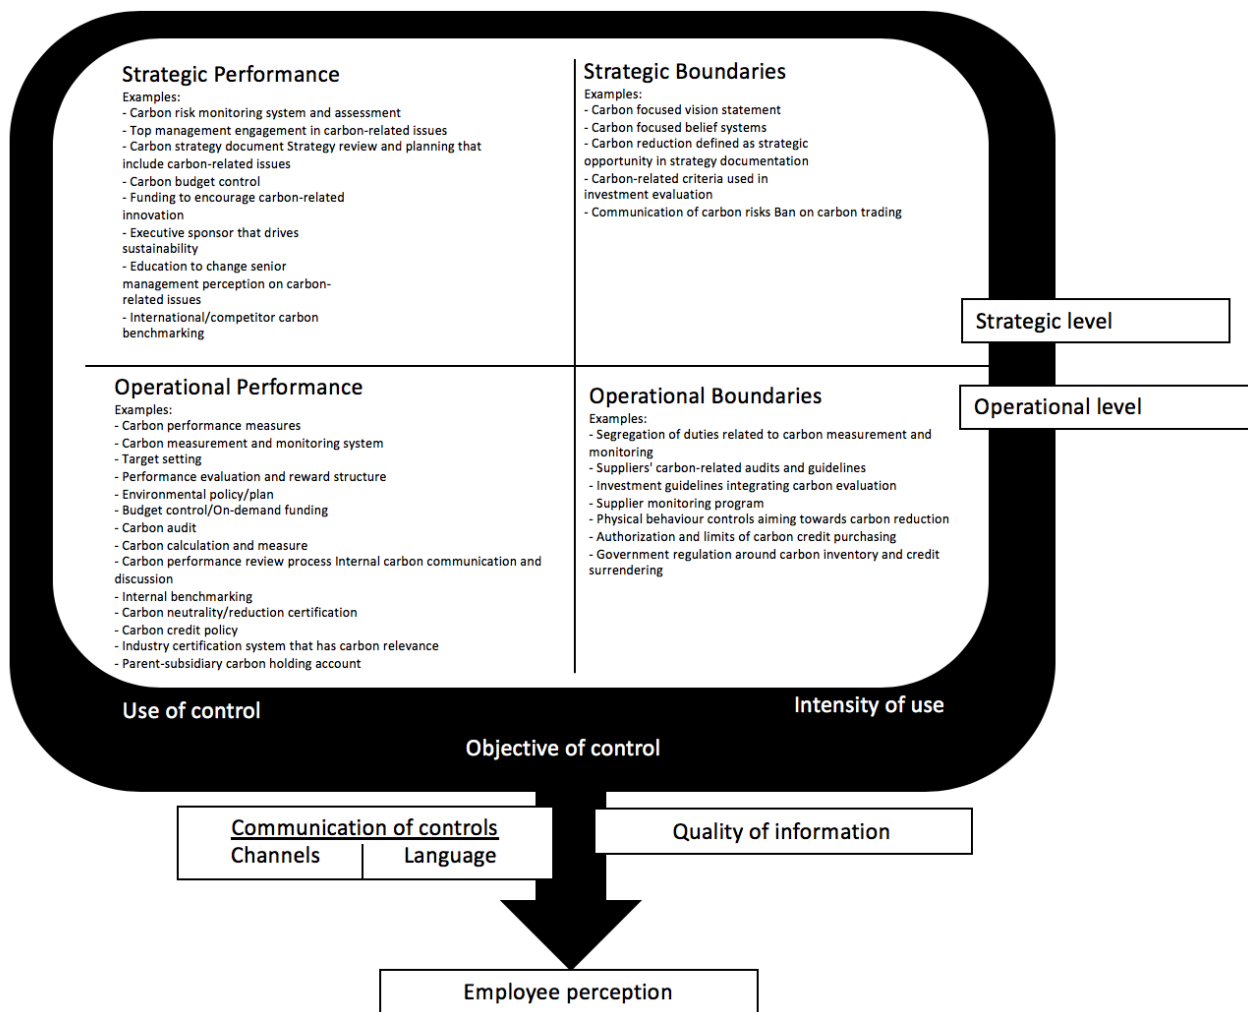 Strategic Performance
Examples:
- Carbon risk monitoring system and assessment
- Top management engagement in carbon-related issues
- Carbon strategy document Strategy review and planning that
include carbon-related issues
- Carbon budget control
- Funding to encourage carbon-related
innovation
- Executive sponsor that drives
sustainability
- Education to change senior
management perception on carbon-
related issues
- International/competitor carbon
benchmarking
Strategic Boundaries
Examples:
- Carbon focused vision statement
- Carbon focused belief systems
- Carbon reduction defined as strategic
opportunity in strategy documentation
- Carbon-related criteria used in
investment evaluation
- Communication of carbon risks Ban on carbon trading
Strategic level
Operational level
Operational Performance
Examples:
- Carbon performance measures
- Carbon measurement and monitoring system
- Target setting
- Performance evaluation and reward structure
- Environmental policy/plan
- Budget control/On-demand funding
- Carbon audit
- Carbon calculation and measure
- Carbon performance review process Internal carbon communication and
discussion
- Internal benchmarking
- Carbon neutrality/reduction certification
- Carbon credit policy
- Industry certification system that has carbon relevance
- Parent-subsidiary carbon holding account
Operational Boundaries
Examples:
- Segregation of duties related to carbon measurement and
monitoring
- Suppliers' carbon-related audits and guidelines
- Investment guidelines integrating carbon evaluation
- Supplier monitoring program
- Physical behaviour controls aiming towards carbon reduction
- Authorization and limits of carbon credit purchasing
- Government regulation around carbon inventory and credit
surrendering
Use of control
Intensity of use
Objective of control
Communication of controls
Channels
Language
Quality of information
Employee perception